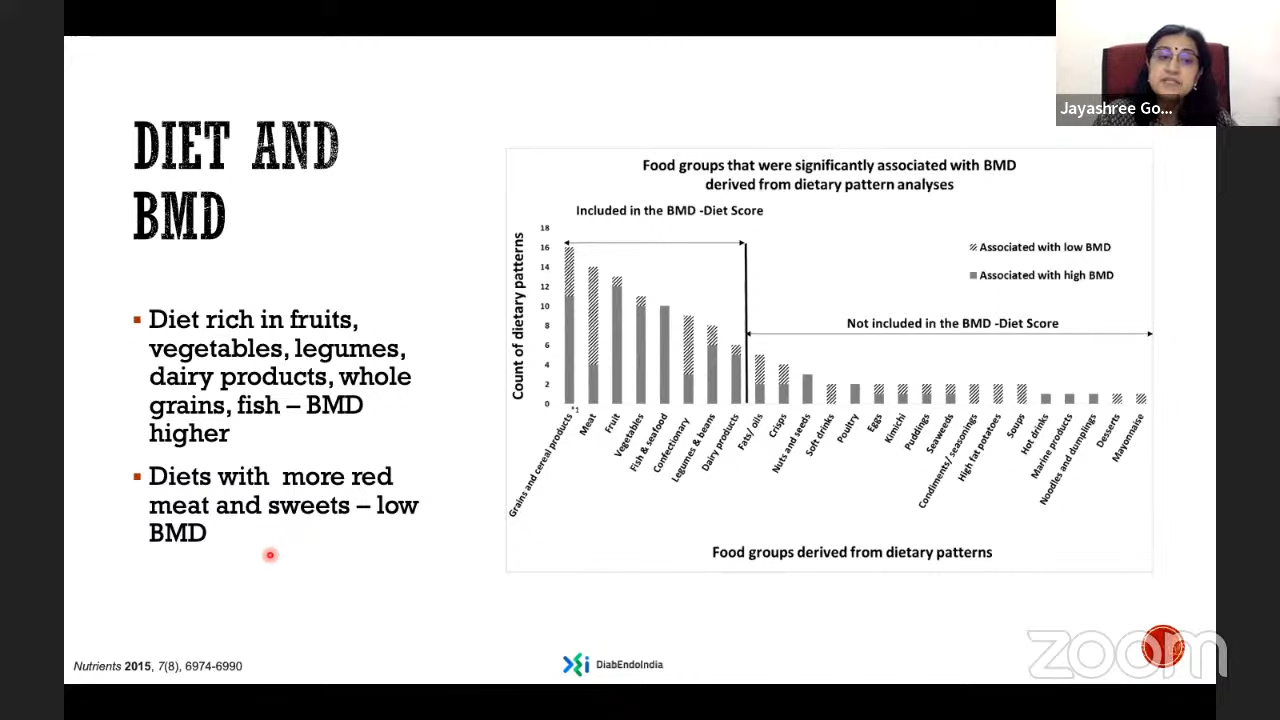 Jayashree Go...
DIET AND
BMD
▪ Diet rich in fruits,
vegetables, legumes,
dairy products, whole
grains, fish – BMD
higher
▪ Diets with more red
meat and sweets – low
BMD
Food groups that were significantly associated with BMD
derived from dietary pattern analyses
Included in the BMD -Diet Score
Associated with low BMD
Associated with high BMD
Not included in the BMD -Diet Score
Count of dietary patterns
18
16
14
12
10
8
6
4
2
0
Grains and cereal products *1
Meat
Fruit
Vegetables
Fish & seafood
Confectionary
Legumes & beans
Dairy products
Fats/ oils
Crisps
Nuts and seeds
Soft drinks
Poultry
Eggs
Kimichi
Puddings
Seaweeds
Condiments/ seasonings
High fat potatoes
Soups
Hot drinks
Marine products
Noodles and dumplings
Desserts
Mayonnaise
Food groups derived from dietary patterns
Nutrients 2015, 7(8), 6974-6990
DiabEndoIndia
zoom